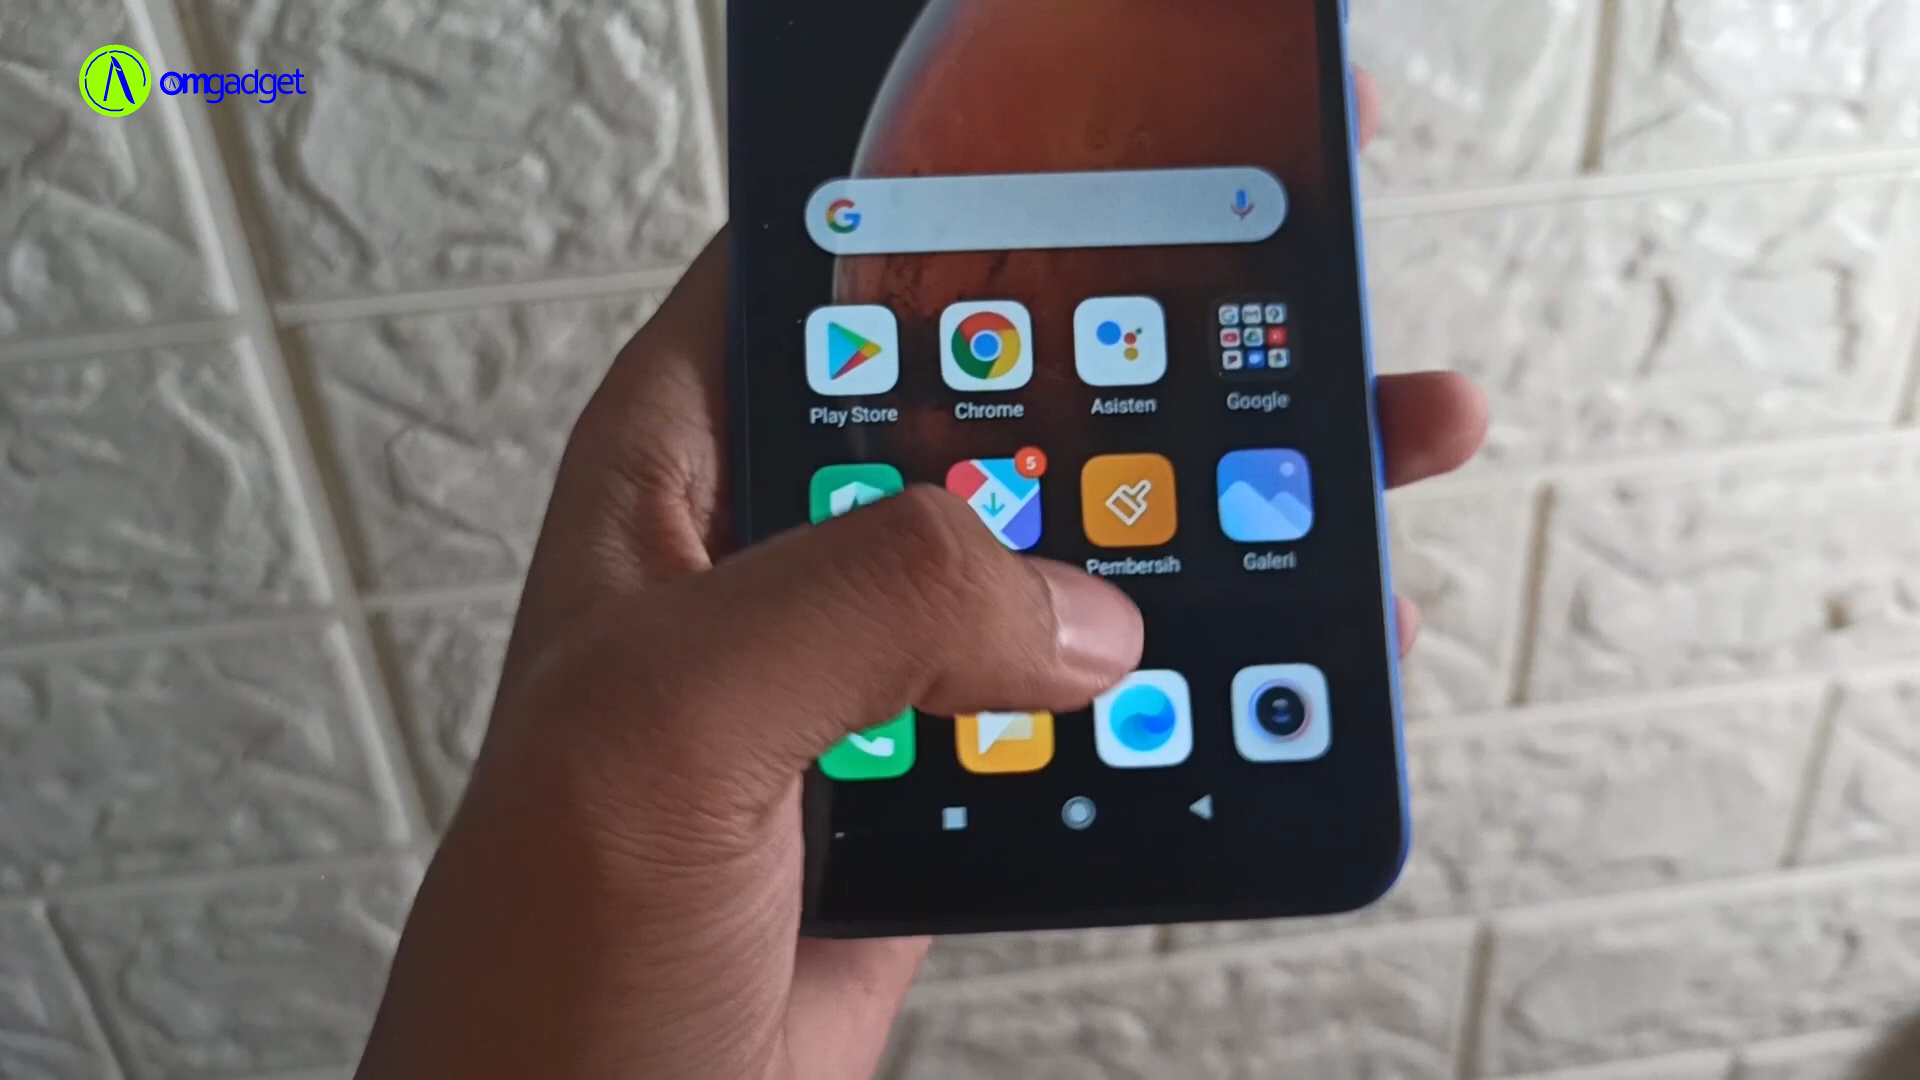 omgadget
Play Store
Chrome
Asisten
Google
5
Pembersih
Galeri